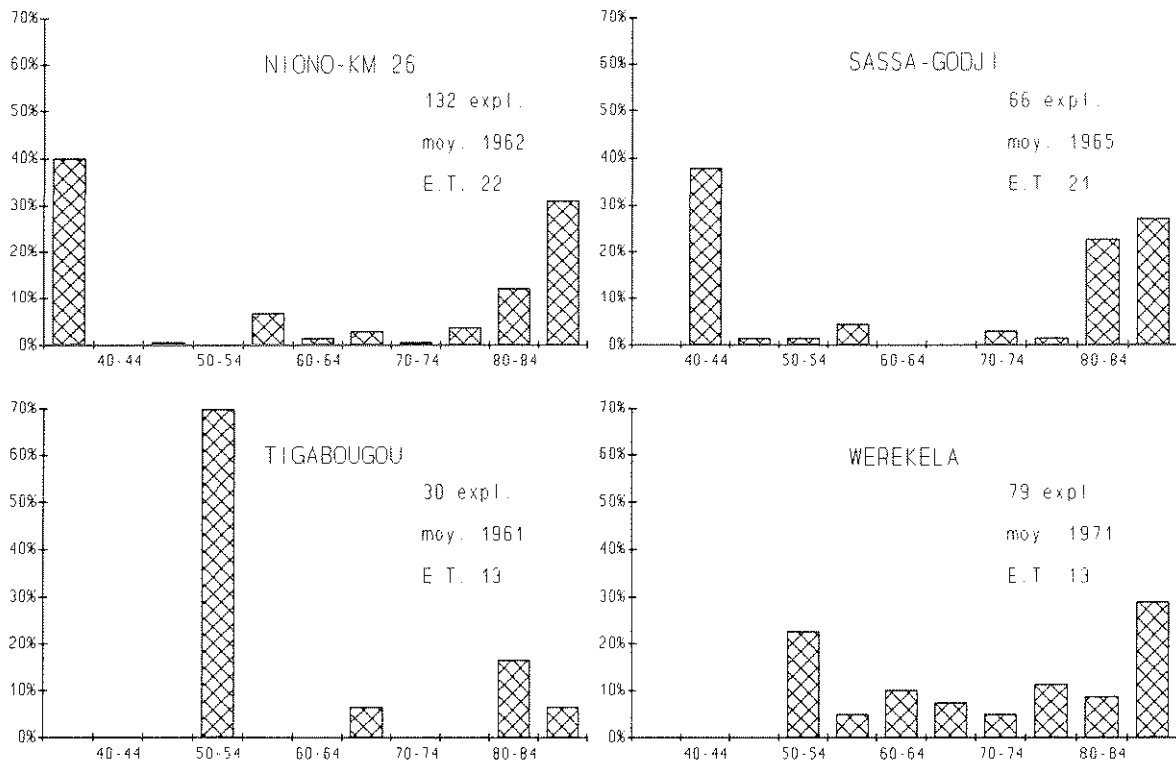 70%
60%
50%
40%
30%
20%
10%
0%
NIONO-KM 26
132 expl.
moy. 1962
E.T. 22
40-44 50-54 60-64 70-74 80-84
70%
60%
50%
40%
30%
20%
10%
0%
SASSA-GODJI
66 expl.
moy. 1965
E.T 21
40-44 50-54 60-64 70-74 80-84
70%
60%
50%
40%
30%
20%
10%
0%
TIGABOUGOU
30 expl.
moy. 1961
E T. 13
40-44 50-54 60-64 70-74 80-84
70%
60%
50%
40%
30%
20%
10%
0%
WEREKELA
79 expl
moy 1971
E.T 13
40-44 50-54 60-64 70-74 80-84